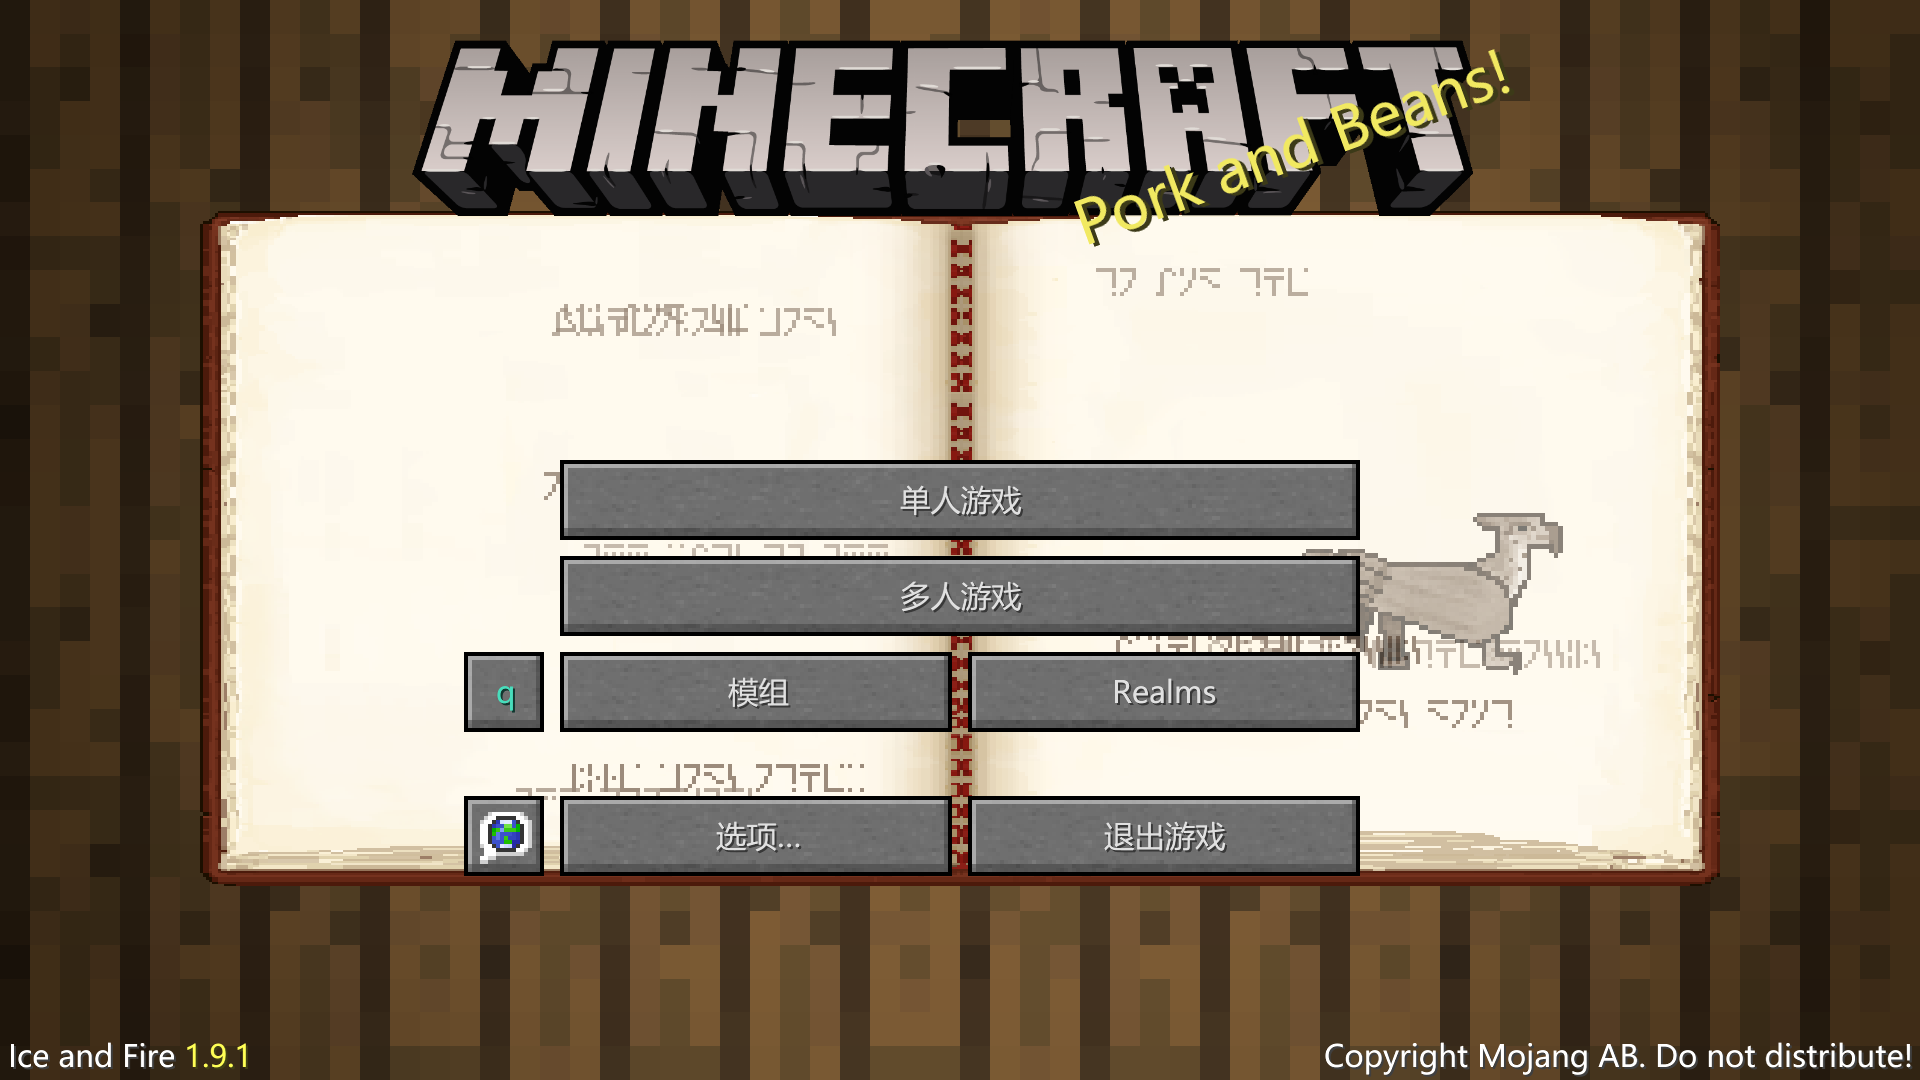 MINECRAFT
Pork and Beans!
单人游戏
多人游戏
q
模组
Realms
选项...
退出游戏
Ice and Fire 1.9.1
Copyright Mojang AB. Do not distribute!